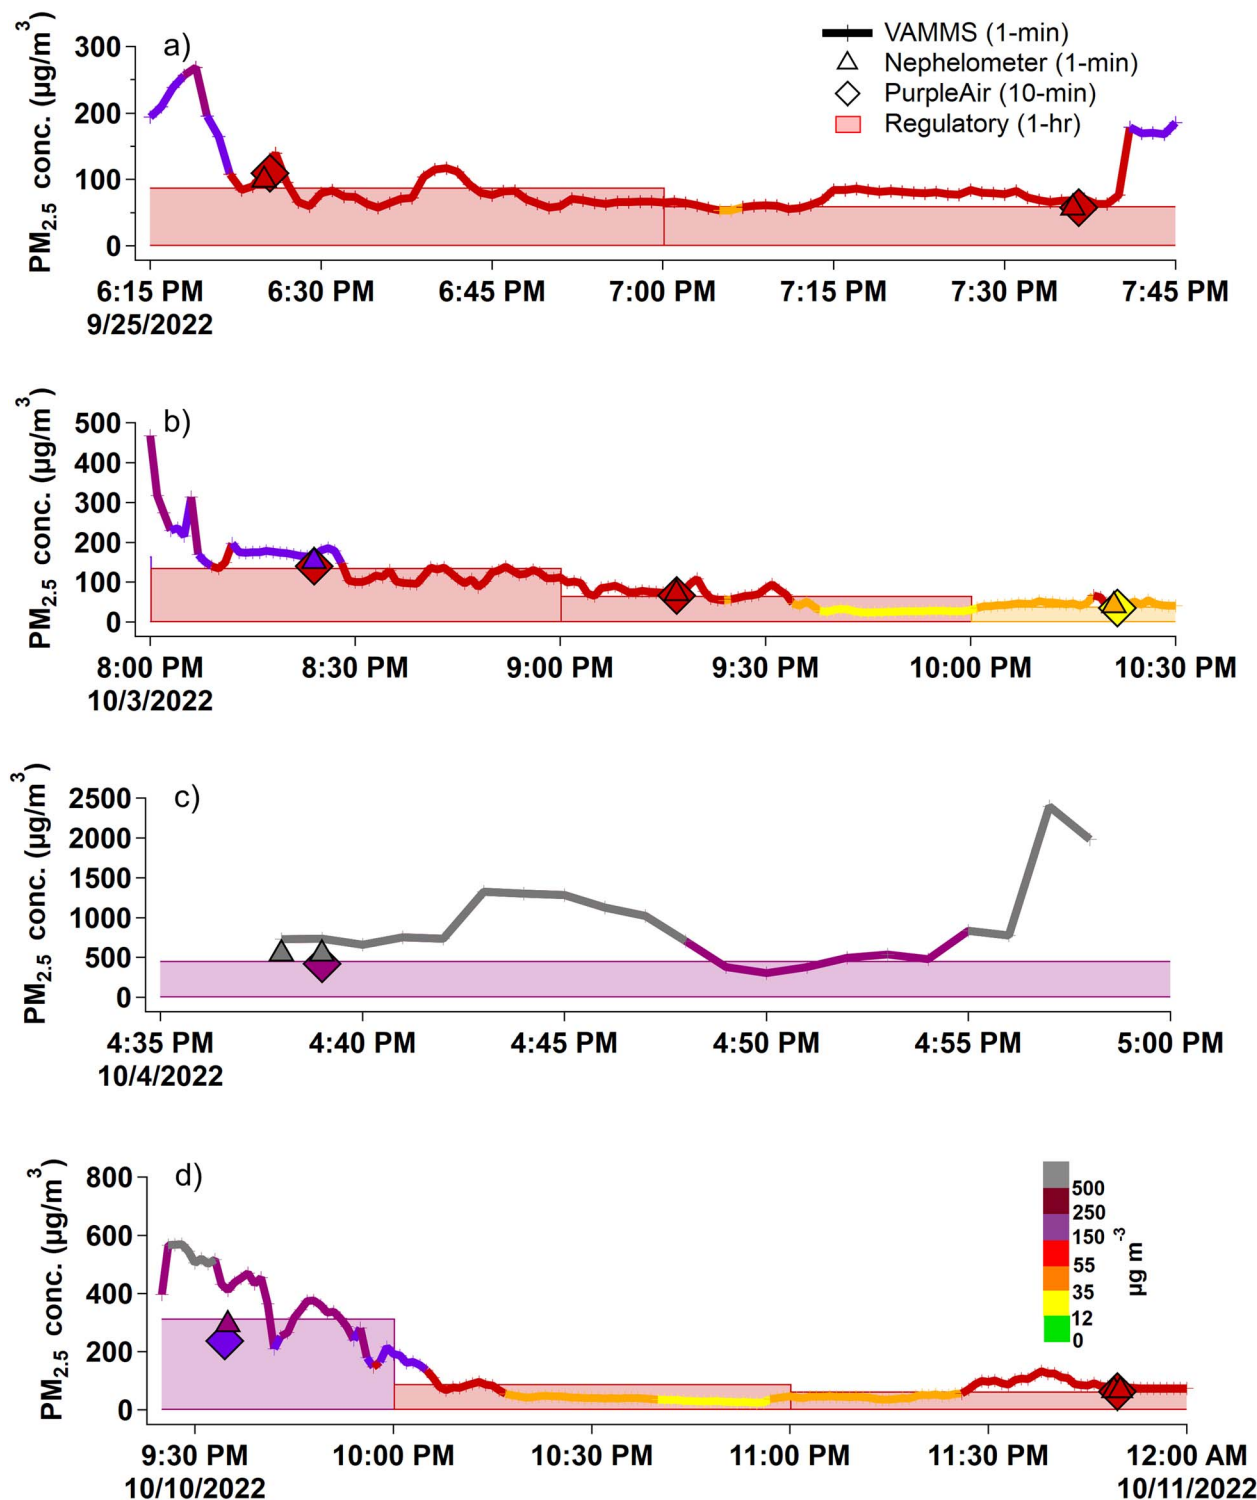 VAMMS (1-min)
Nephelometer (1-min)
PurpleAir (10-min)
Regulatory (1-hr)
a)
PM2.5 conc. (µg/m3)
300
200
100
0
6:15 PM 6:30 PM 6:45 PM 7:00 PM 7:15 PM 7:30 PM 7:45 PM
9/25/2022
b)
PM2.5 conc. (µg/m3)
500
400
300
200
100
0
8:00 PM 8:30 PM 9:00 PM 9:30 PM 10:00 PM 10:30 PM
10/3/2022
c)
PM2.5 conc. (µg/m3)
2500
2000
1500
1000
500
0
4:35 PM 4:40 PM 4:45 PM 4:50 PM 4:55 PM 5:00 PM
10/4/2022
d)
PM2.5 conc. (µg/m3)
800
600
400
200
0
500
250
150
55
35
12
0
µg m-3
9:30 PM 10:00 PM 10:30 PM 11:00 PM 11:30 PM 12:00 AM
10/10/2022 10/11/2022